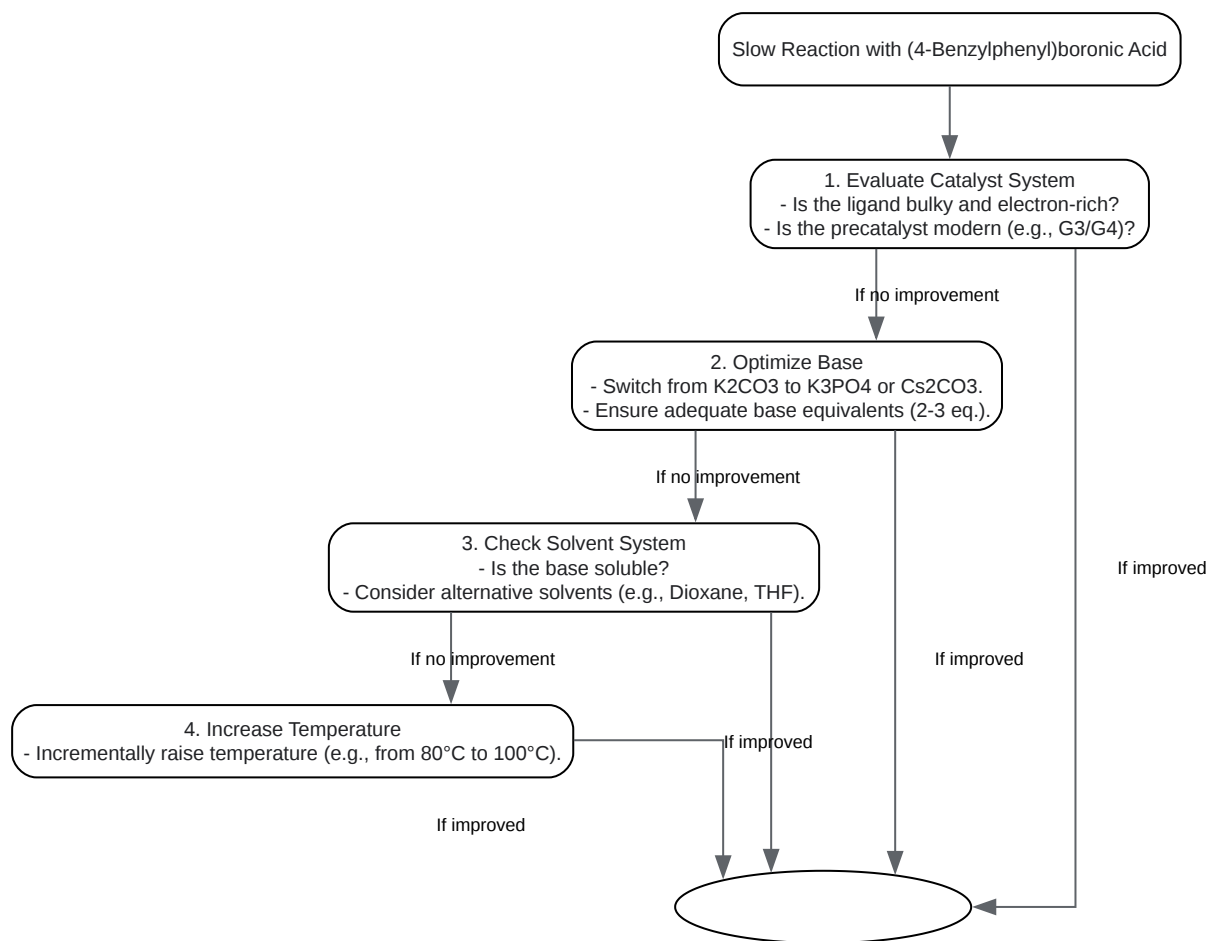 Slow Reaction with (4-Benzylphenyl)boronic Acid
1. Evaluate Catalyst System
- Is the ligand bulky and electron-rich?
- Is the precatalyst modern (e.g., G3/G4)?
If no improvement
2. Optimize Base
- Switch from K2CO3 to K3PO4 or Cs2CO3.
- Ensure adequate base equivalents (2-3 eq.).
If no improvement
3. Check Solvent System
- Is the base soluble?
- Consider alternative solvents (e.g., Dioxane, THF).
If improved
If no improvement
If improved
4. Increase Temperature
- Incrementally raise temperature (e.g., from 80°C to 100°C).
If improved
If improved